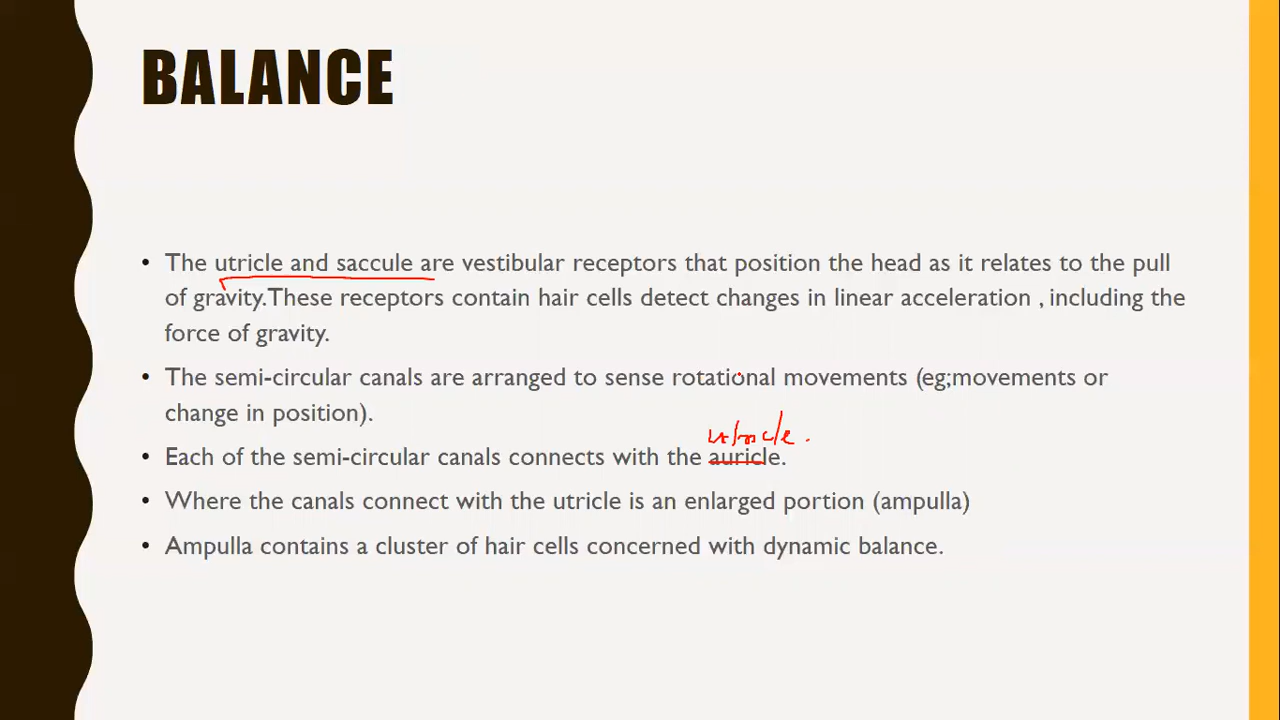 BALANCE
• The utricle and saccule are vestibular receptors that position the head as it relates to the pull
of gravity.These receptors contain hair cells detect changes in linear acceleration , including the
force of gravity.
• The semi-circular canals are arranged to sense rotational movements (eg;movements or
change in position).
utricle .
• Each of the semi-circular canals connects with the auricle.
• Where the canals connect with the utricle is an enlarged portion (ampulla)
• Ampulla contains a cluster of hair cells concerned with dynamic balance.